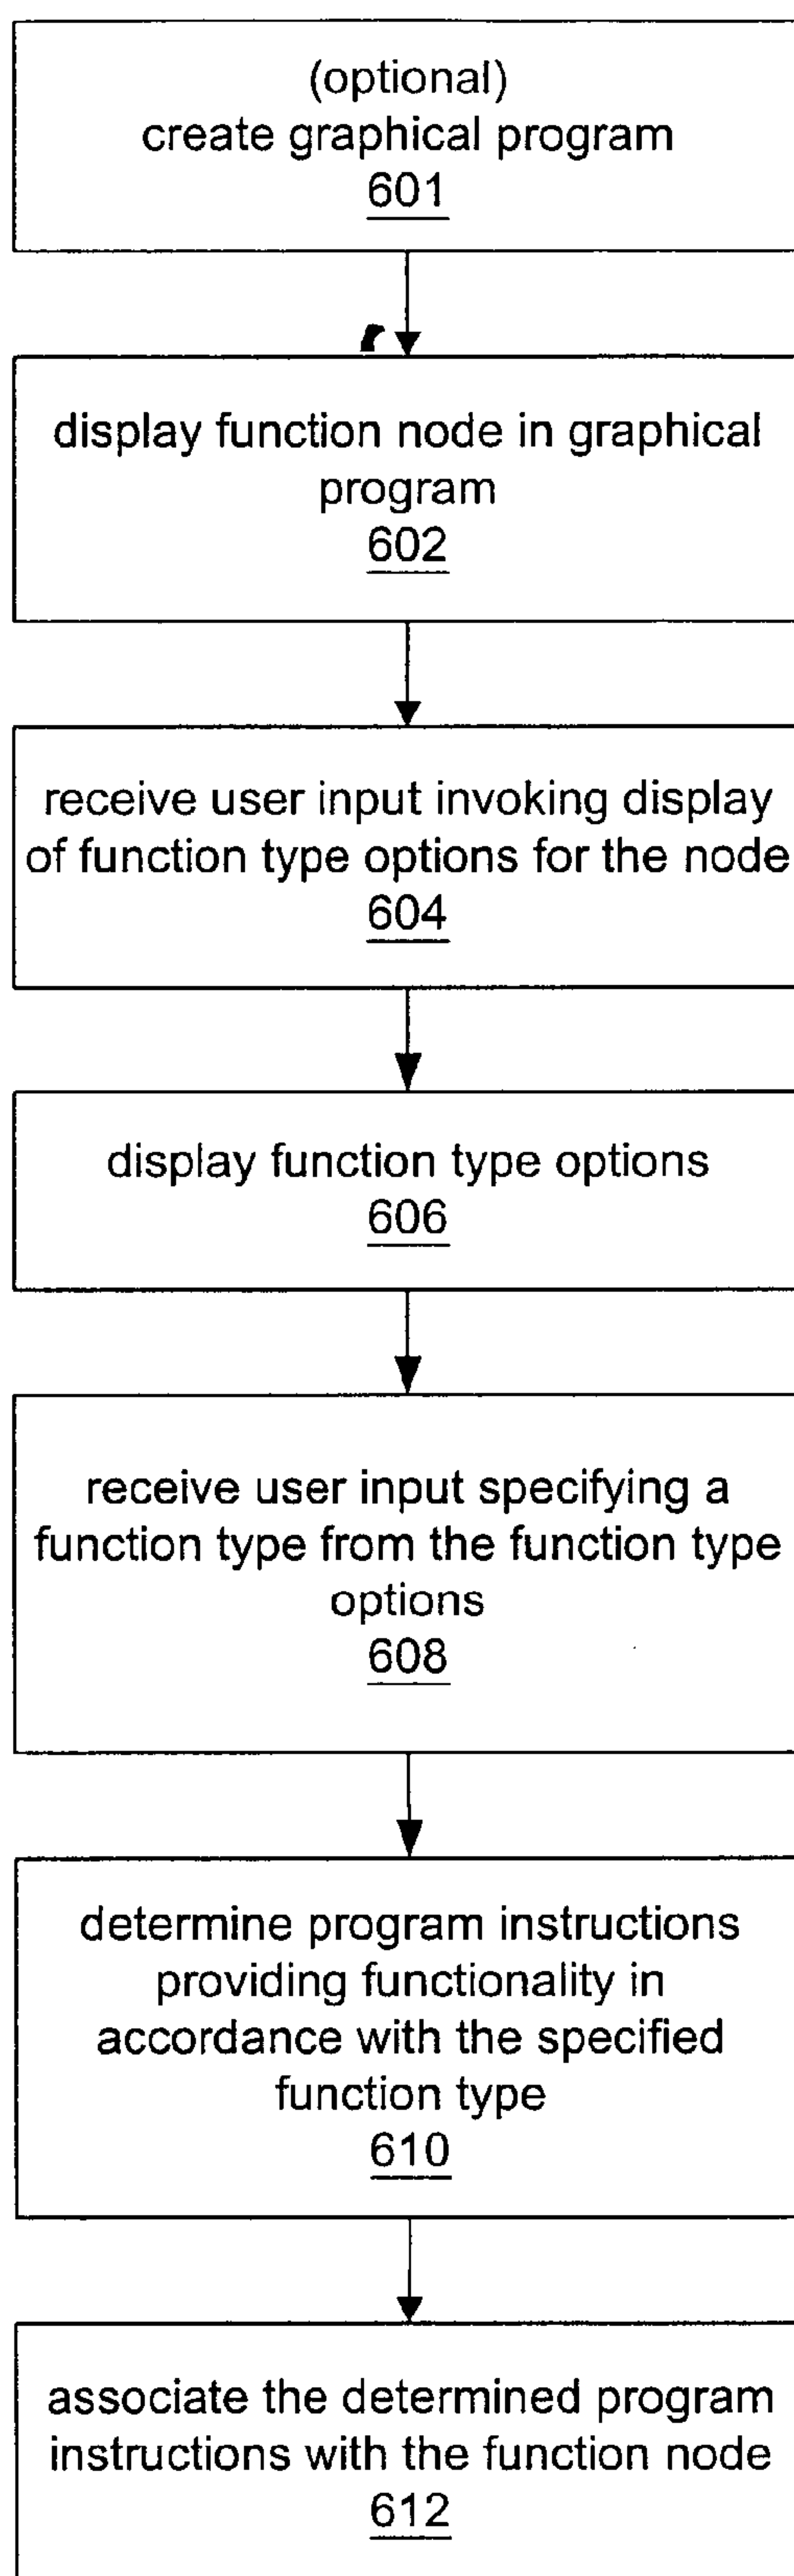 (optional)
create graphical program
601
display function node in graphical
program
602
receive user input invoking display
of function type options for the node
604
display function type options
606
receive user input specifying a
function type from the function type
options
608
determine program instructions
providing functionality in
accordance with the specified
function type
610
associate the determined program
instructions with the function node
612